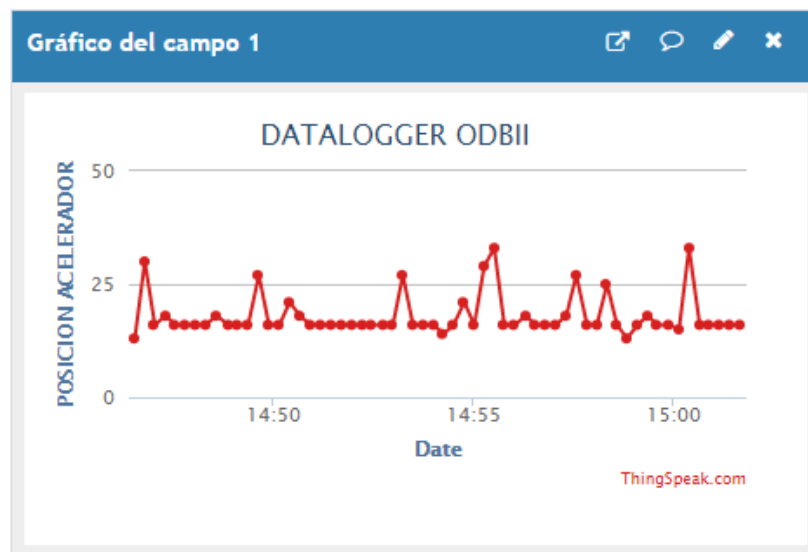 Gráfico del campo 1
DATALOGGER ODBII
POSICION ACELERADOR
50
25
0
14:50
14:55
15:00
Date
ThingSpeak.com